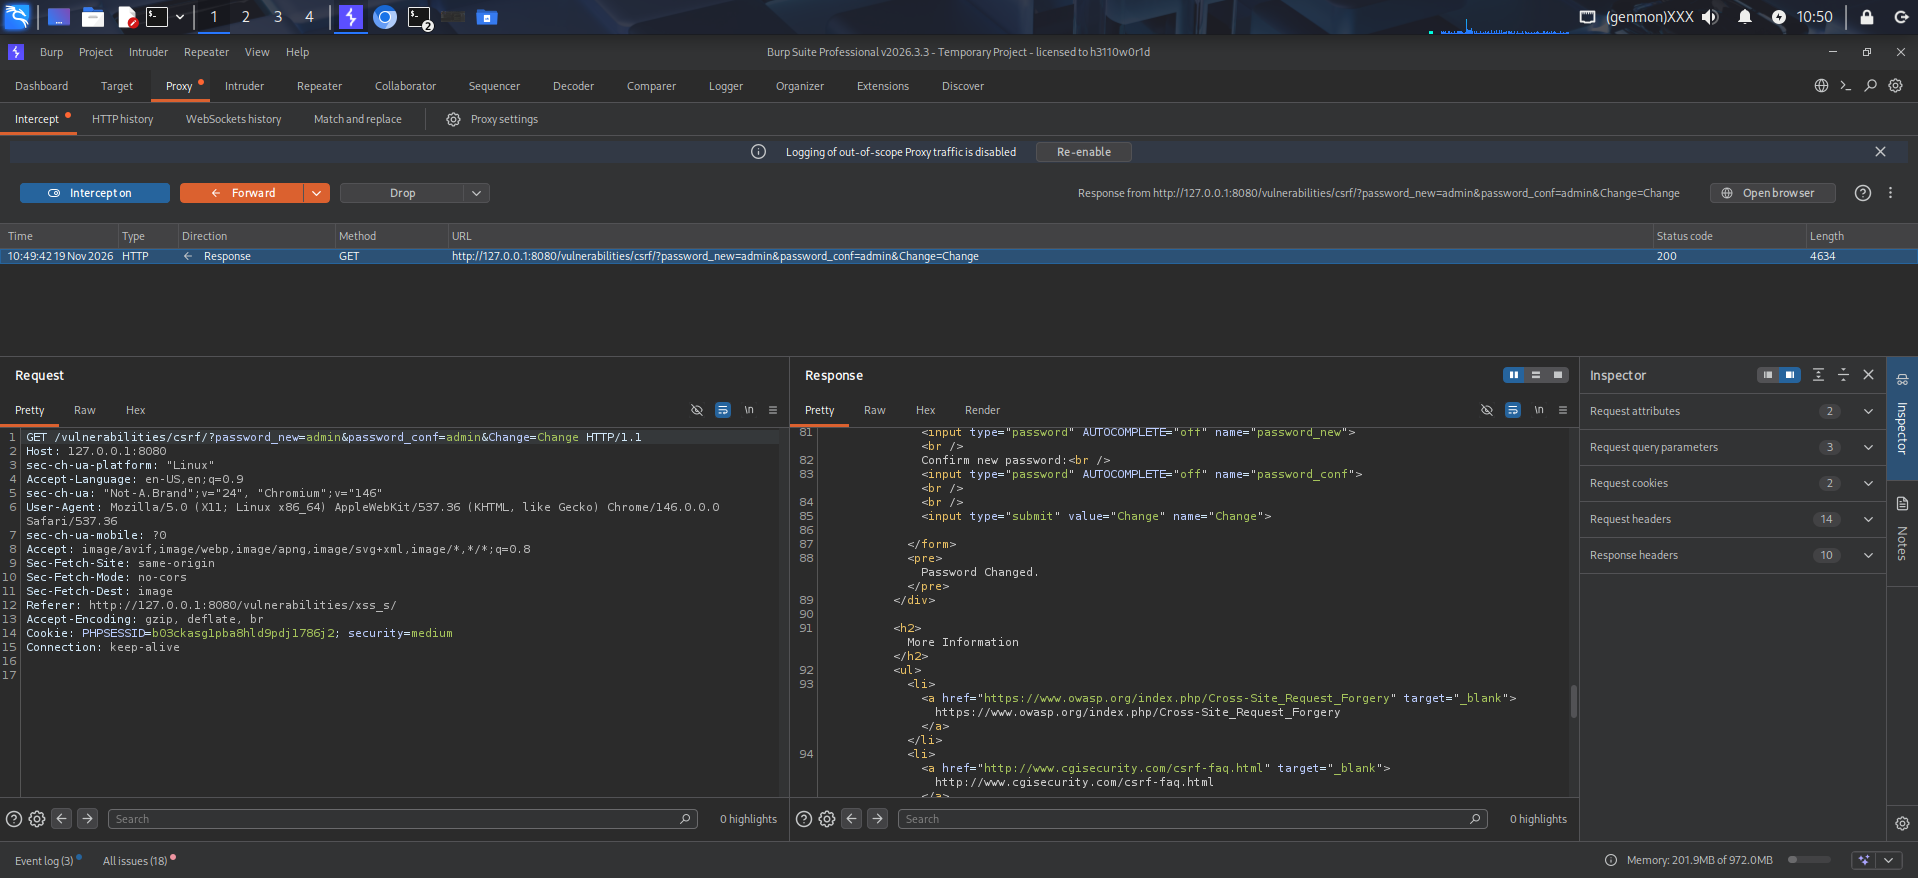 1 2 3 4 2 (genmon)XXX 10:50
Burp Project Intruder Repeater View Help Burp Suite Professional v2026.3.3 - Temporary Project - licensed to h3110w0r1d
Dashboard Target Proxy Intruder Repeater Collaborator Sequencer Decoder Comparer Logger Organizer Extensions Discover
Intercept HTTP history WebSockets history Match and replace Proxy settings
Logging of out-of-scope Proxy traffic is disabled Re-enable
Intercept on Forward Drop Response from http://127.0.0.1:8080/vulnerabilities/csrf/?password_new=admin&password_conf=admin&Change=Change Open browser
Time Type Direction Method URL Status code Length
10:49:42 19 Nov 2026 HTTP Response GET http://127.0.0.1:8080/vulnerabilities/csrf/?password_new=admin&password_conf=admin&Change=Change 200 4634
Request
Pretty Raw Hex \n
1 GET /vulnerabilities/csrf/?password_new=admin&password_conf=admin&Change=Change HTTP/1.1
2 Host: 127.0.0.1:8080
3 sec-ch-ua-platform: "Linux"
4 Accept-Language: en-US,en;q=0.9
5 sec-ch-ua: "Not-A.Brand";v="24", "Chromium";v="146"
6 User-Agent: Mozilla/5.0 (X11; Linux x86_64) AppleWebKit/537.36 (KHTML, like Gecko) Chrome/146.0.0.0
Safari/537.36
7 sec-ch-ua-mobile: ?0
8 Accept: image/avif,image/webp,image/apng,image/svg+xml,image/*,*/*;q=0.8
9 Sec-Fetch-Site: same-origin
10 Sec-Fetch-Mode: no-cors
11 Sec-Fetch-Dest: image
12 Referer: http://127.0.0.1:8080/vulnerabilities/xss_s/
13 Accept-Encoding: gzip, deflate, br
14 Cookie: PHPSESSID=b03ckasg1pba8hld9pdj1786j2; security=medium
15 Connection: keep-alive
16
17
Search 0 highlights
Response
Pretty Raw Hex Render \n
81 <input type="password" AUTOCOMPLETE="off" name="password_new">
<br />
82 Confirm new password:<br />
83 <input type="password" AUTOCOMPLETE="off" name="password_conf">
<br />
84 <br />
85 <input type="submit" value="Change" name="Change">
86
87 </form>
88 <pre>
Password Changed.
</pre>
89 </div>
90
91 <h2>
More Information
</h2>
92 <ul>
93 <li>
<a href="https://www.owasp.org/index.php/Cross-Site_Request_Forgery" target="_blank">
https://www.owasp.org/index.php/Cross-Site_Request_Forgery
</a>
</li>
94 <li>
<a href="http://www.cgisecurity.com/csrf-faq.html" target="_blank">
http://www.cgisecurity.com/csrf-faq.html
</a>
Search 0 highlights
Inspector
Request attributes 2
Request query parameters 3
Request cookies 2
Request headers 14
Response headers 10
Inspector
Notes
Event log (3) All issues (18) Memory: 201.9MB of 972.0MB